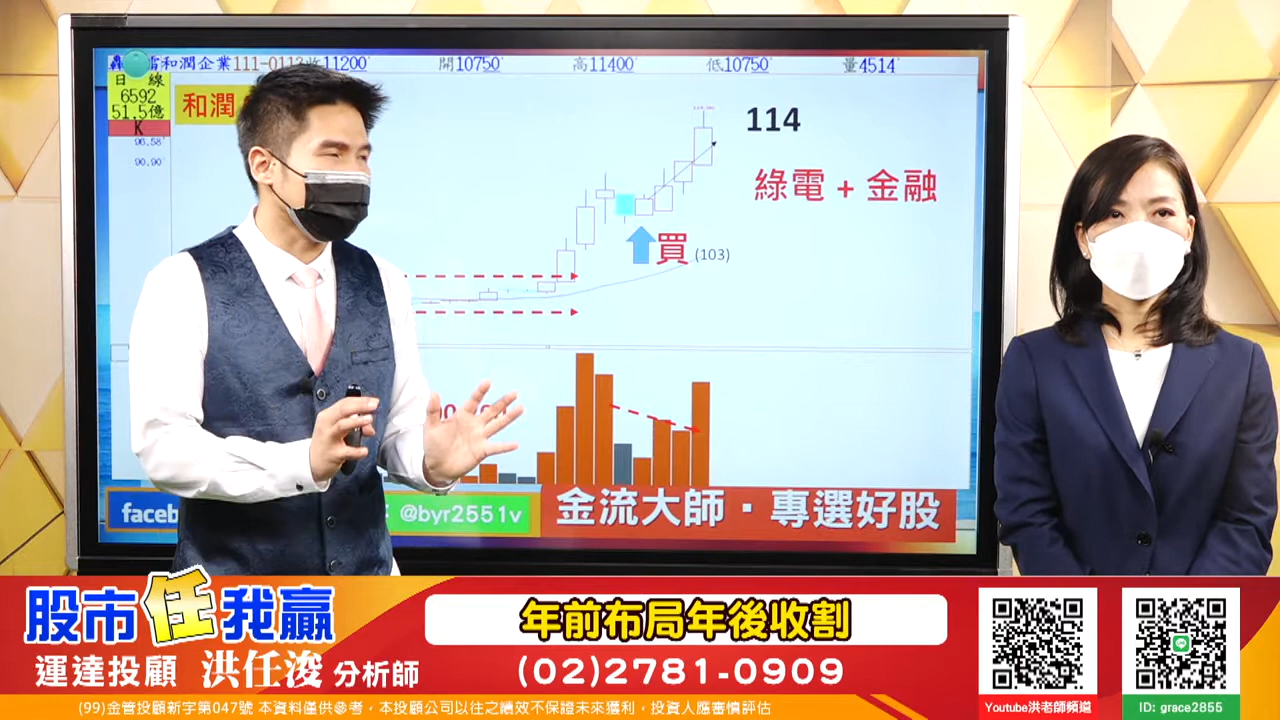 和潤企業111-0113收11200 開10750 高11400 低10750 量4514
日 線
6592
51.5億
K
96.58
90.90
和潤
114
綠電 + 金融
買 (103)
faceb
@byr2551v
金流大師・專選好股
股市任我贏
運達投顧 洪任浚 分析師
年前布局年後收割
(02)2781-0909
Youtube洪老師頻道
ID: grace2855
(99)金管投顧新字第047號 本資料僅供參考，本投顧公司以往之績效不保證未來獲利，投資人應審慎評估